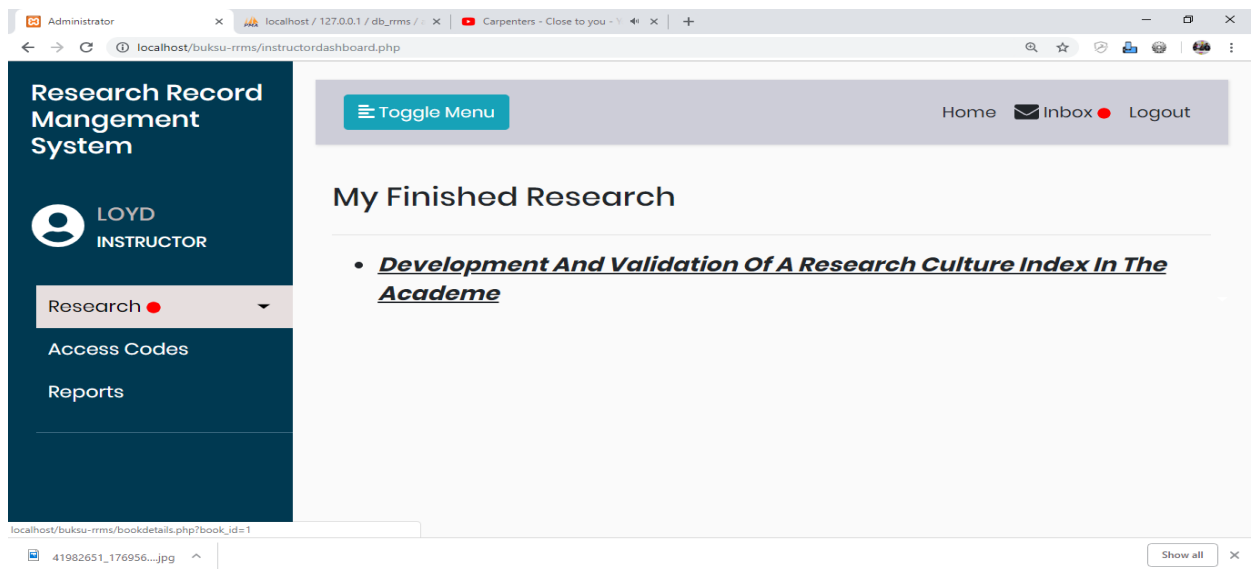 Administrator
localhost / 127.0.0.1 / db_rrms /
Carpenters - Close to you -
localhost/buksu-rrms/instructordashboard.php
Research Record
Mangement
System
Toggle Menu
Home Inbox Logout
LOYD
INSTRUCTOR
My Finished Research
Development And Validation Of A Research Culture Index In The
Academe
Research
Access Codes
Reports
localhost/buksu-rrms/bookdetails.php?book_id=1
41982651_176956....jpg
Show all